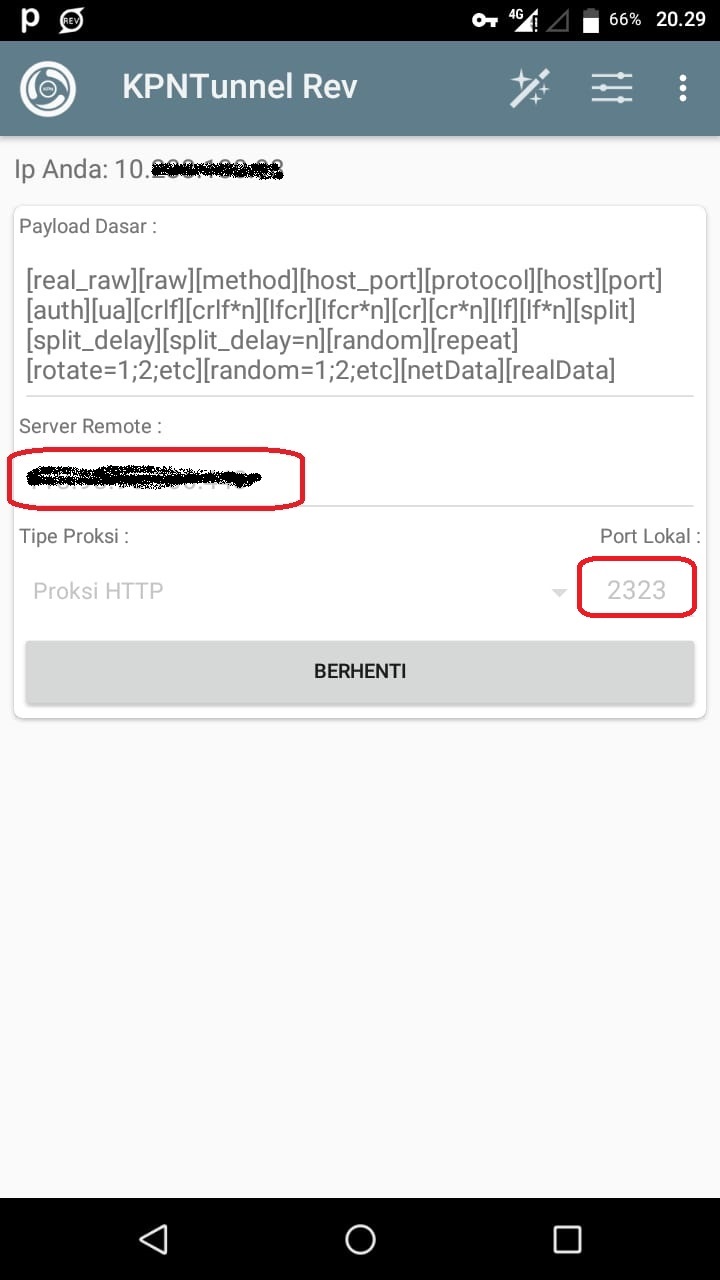 REV
4G
66%
20.29
KPNTunnel Rev
Ip Anda: 10.
Payload Dasar :
[real_raw][raw][method][host_port][protocol][host][port]
[auth][ua][crlf][crlf*n][lfcr][lfcr*n][cr][cr*n][lf][lf*n][split]
[split_delay][split_delay=n][random][repeat]
[rotate=1;2;etc][random=1;2;etc][netData][realData]
Server Remote :
Tipe Proksi :
Port Lokal :
Proksi HTTP
2323
BERHENTI